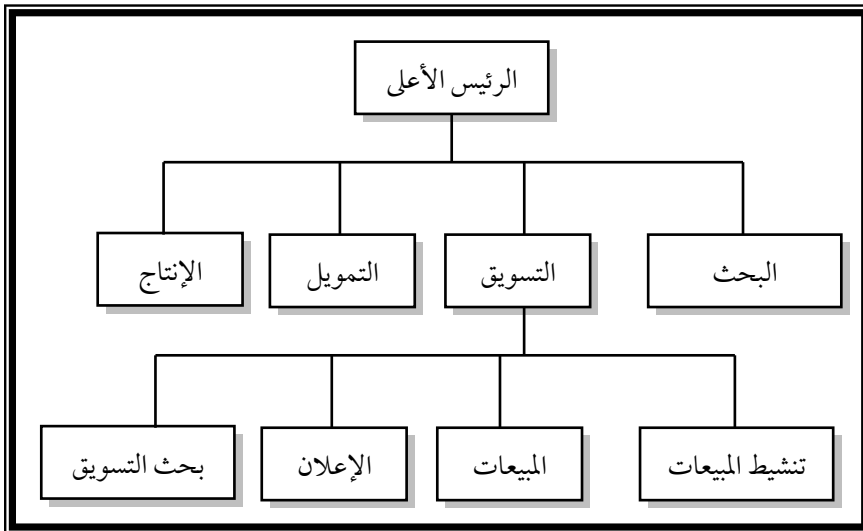 الرئيس الأعلى
البحث
التسويق
التمويل
الإنتاج
تنشيط المبيعات
المبيعات
الإعلان
بحث التسويق